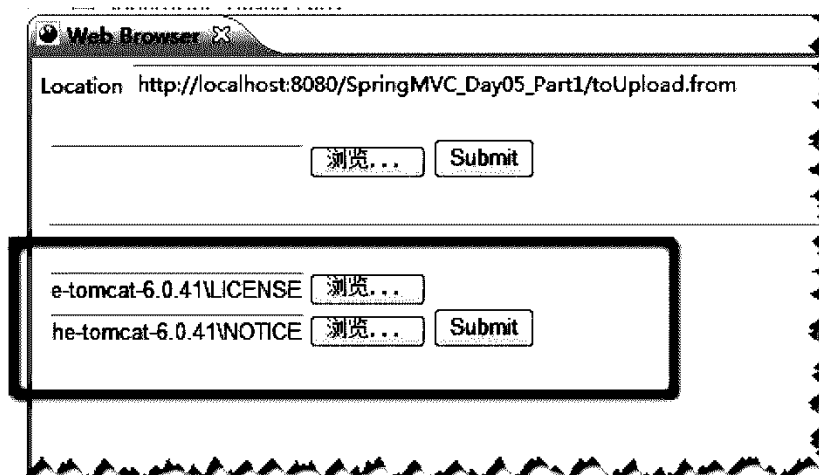 Web Browser
Location http://localhost:8080/SpringMVC_Day05_Part1/toUpload.from
浏览... Submit
e-tomcat-6.0.41\LICENSE 浏览...
he-tomcat-6.0.41\NOTICE 浏览... Submit